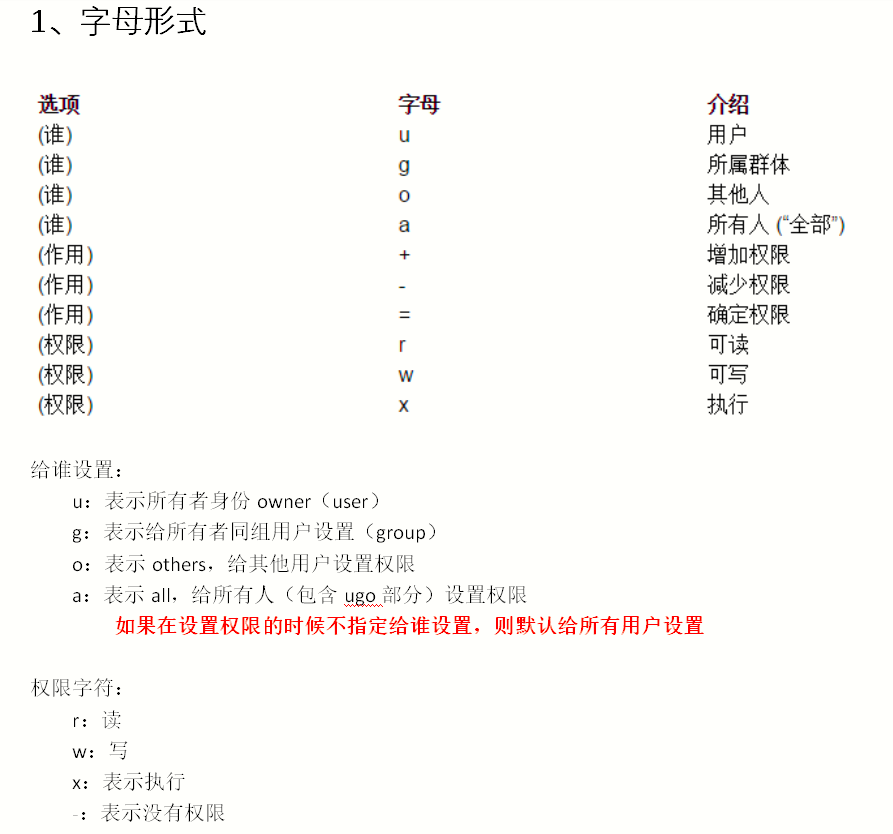 1、字母形式
选项 字母 介绍
(谁) u 用户
(谁) g 所属群体
(谁) o 其他人
(谁) a 所有人 (“全部”)
(作用) + 增加权限
(作用) - 减少权限
(作用) = 确定权限
(权限) r 可读
(权限) w 可写
(权限) x 执行
给谁设置：
u：表示所有者身份 owner（user）
g：表示给所有者同组用户设置（group）
o：表示 others，给其他用户设置权限
a：表示 all，给所有人（包含 ugo 部分）设置权限
如果在设置权限的时候不指定给谁设置，则默认给所有用户设置
权限字符：
r：读
w：写
x：表示执行
-：表示没有权限